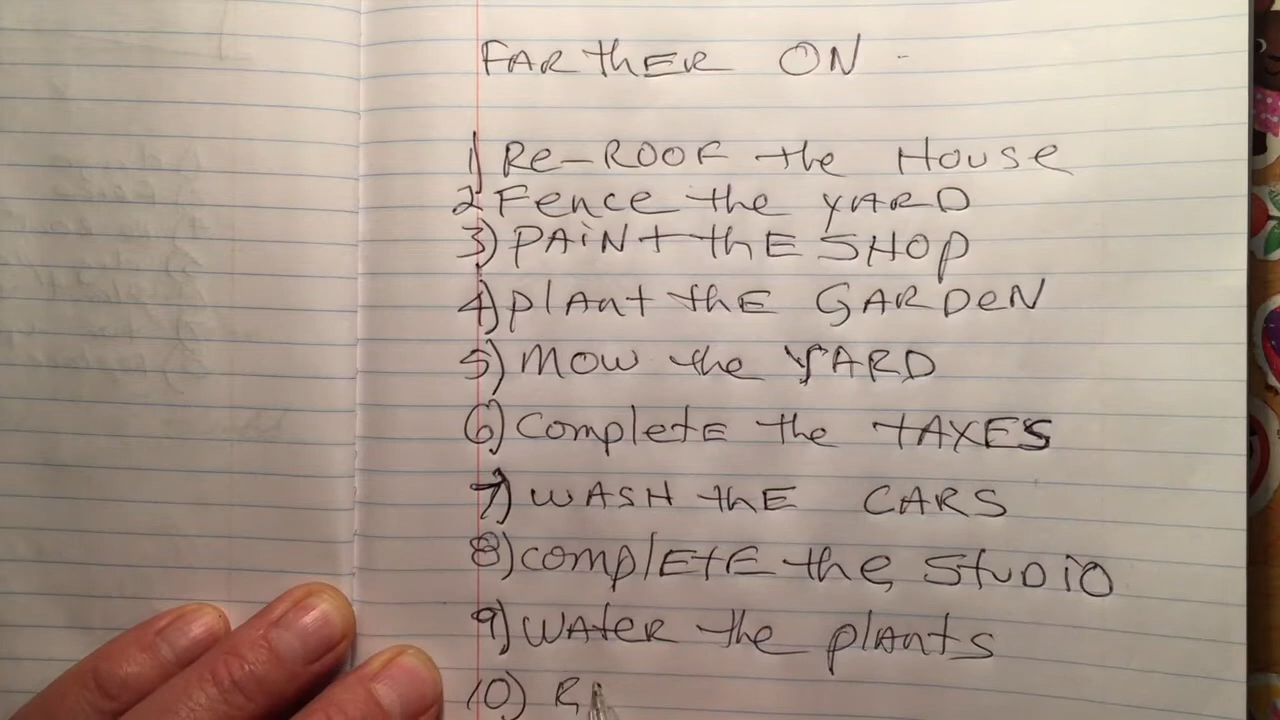 FARtHER ON -
1) Re-ROOF the House
2 Fence the YARD
3) PAiNt thE SHOP
4) plAnt thE GARDeN
5) MOW the YARD
6) ComPletE the tAXES
7) WASH thE CARS
8) complEtE the StuDiO
9) WAteR the plAnts
10) R